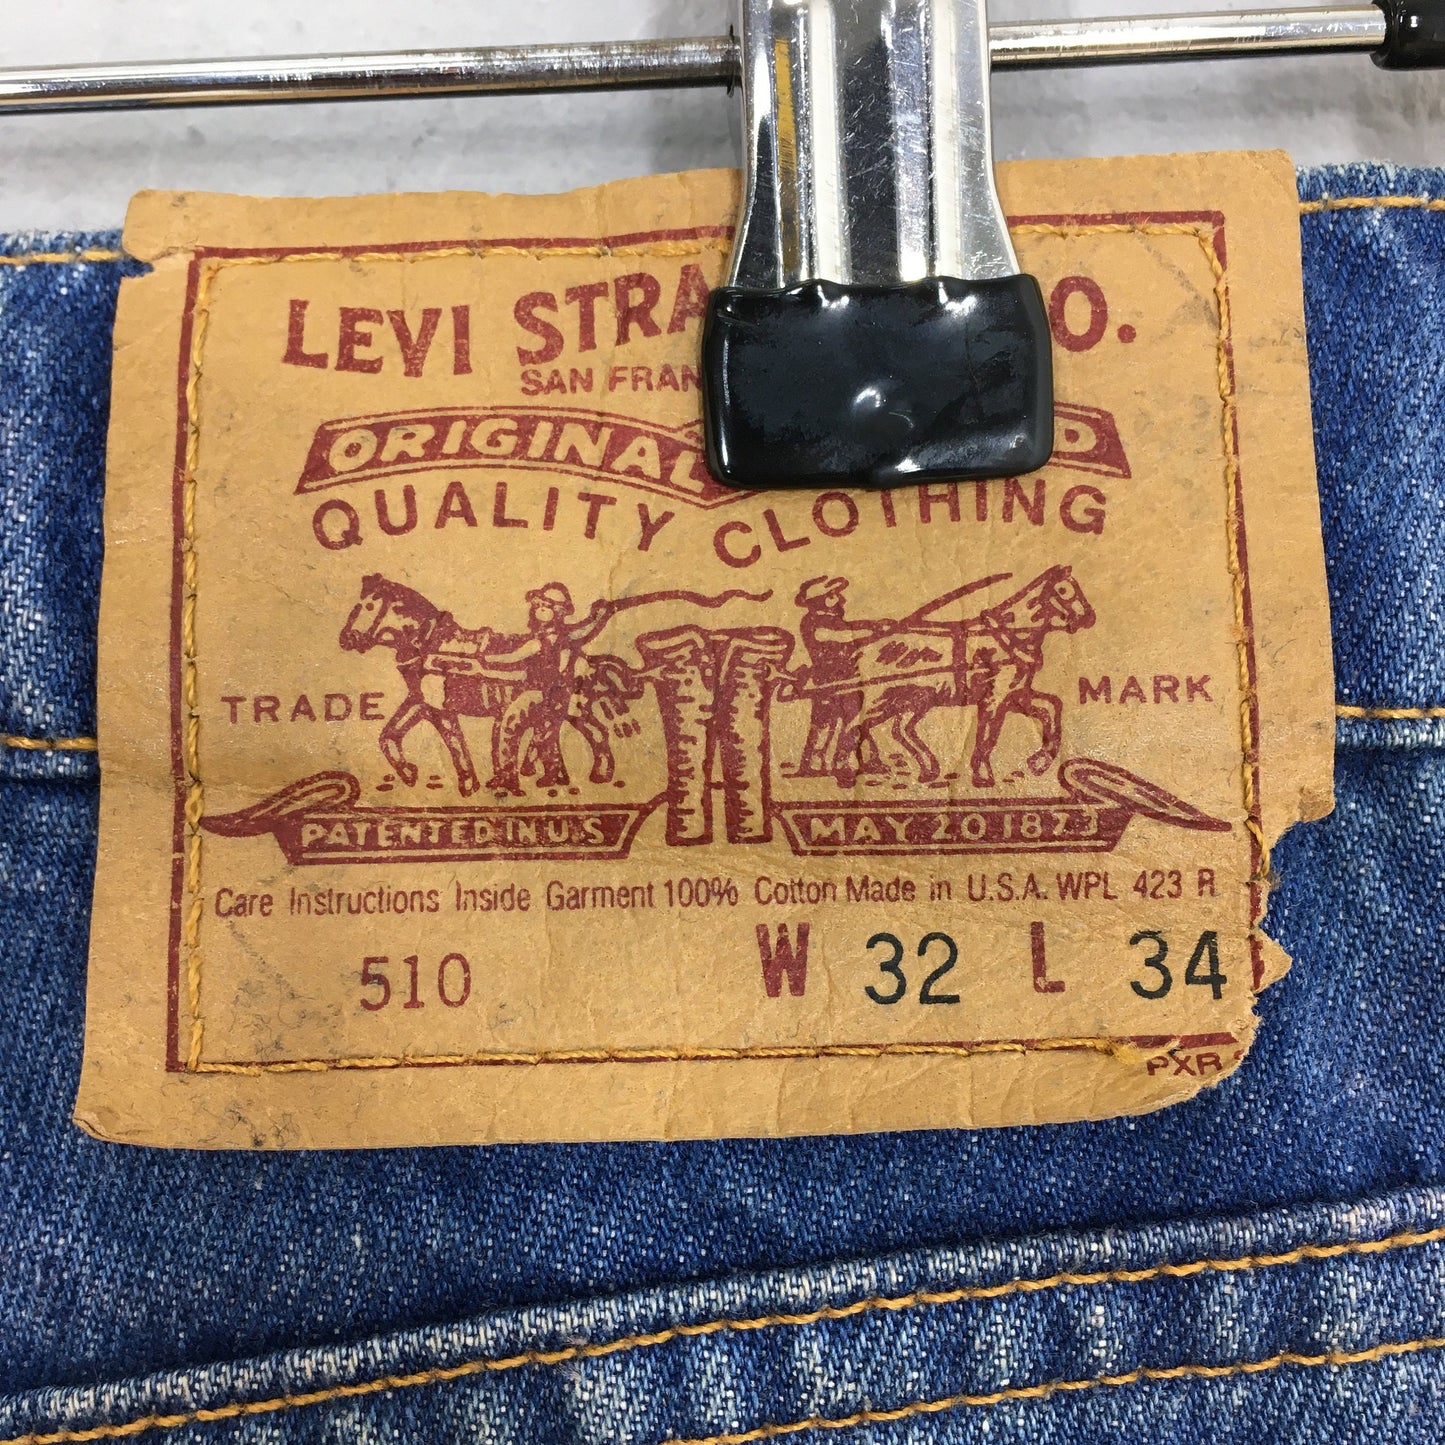 LEVI STRA O.
SAN FRAN
ORIGINAL D
QUALITY CLOTHING
TRADE MARK
PATENTED IN U.S MAY 20 1873
Care Instructions Inside Garment 100% Cotton Made in U.S.A. WPL 423 R
510 W 32 L 34
PXR